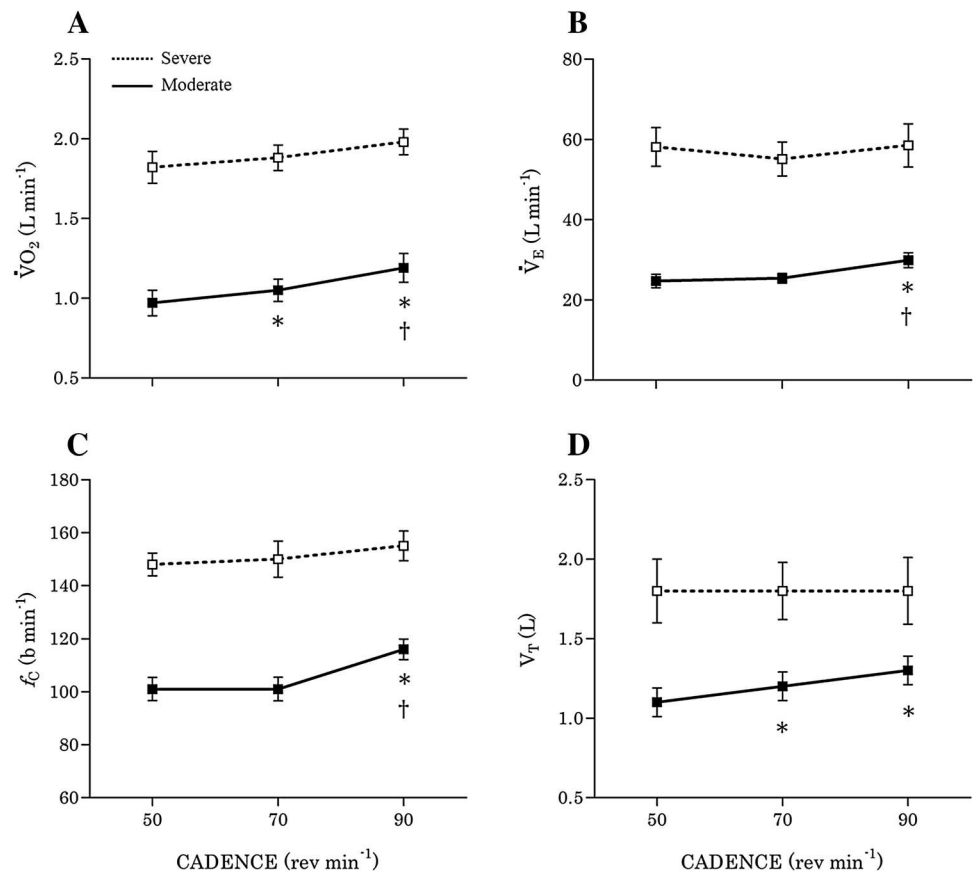 A
2.5
2.0
1.5
1.0
0.5
V̇O₂ (L min⁻¹)
Severe
Moderate
*
*
†
B
80
60
40
20
0
V̇E (L min⁻¹)
*
†
C
180
160
140
120
100
80
60
fC (b min⁻¹)
*
†
50 70 90
CADENCE (rev min⁻¹)
D
2.5
2.0
1.5
1.0
0.5
VT (L)
*
*
50 70 90
CADENCE (rev min⁻¹)